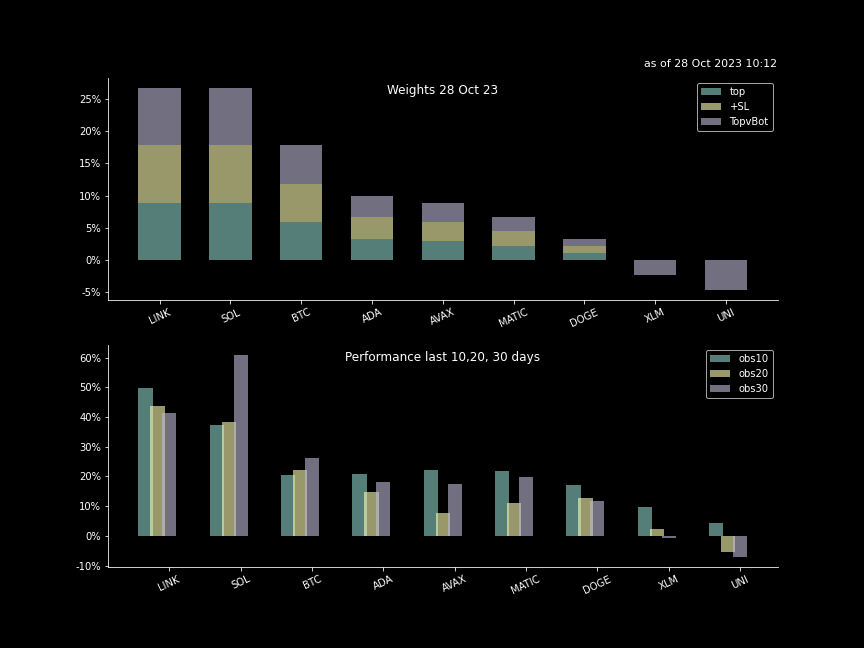 as of 28 Oct 2023 10:12
Weights 28 Oct 23
top
+SL
TopvBot
25%
20%
15%
10%
5%
0%
-5%
LINK SOL BTC ADA AVAX MATIC DOGE XLM UNI
Performance last 10,20, 30 days
obs10
obs20
obs30
60%
50%
40%
30%
20%
10%
0%
-10%
LINK SOL BTC ADA AVAX MATIC DOGE XLM UNI